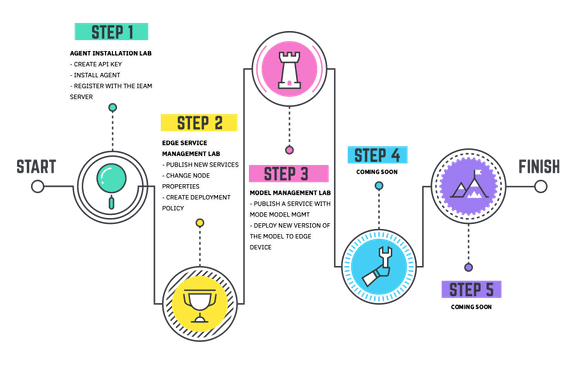 STEP 1
AGENT INSTALLATION LAB
- CREATE API KEY
- INSTALL AGENT
- REGISTER WITH THE IEAM
SERVER
START
STEP 2
EDGE SERVICE
MANAGEMENT LAB
- PUBLISH NEW SERVICES
- CHANGE NODE
PROPERTIES
- CREATE DEPLOYMENT
POLICY
STEP 3
MODEL MANAGEMENT LAB
- PUBLISH A SERVICE WITH
MODE MODEL MGMT
- DEPLOY NEW VERSION OF
THE MODEL TO EDGE
DEVICE
STEP 4
COMING SOON
FINISH
STEP 5
COMING SOON